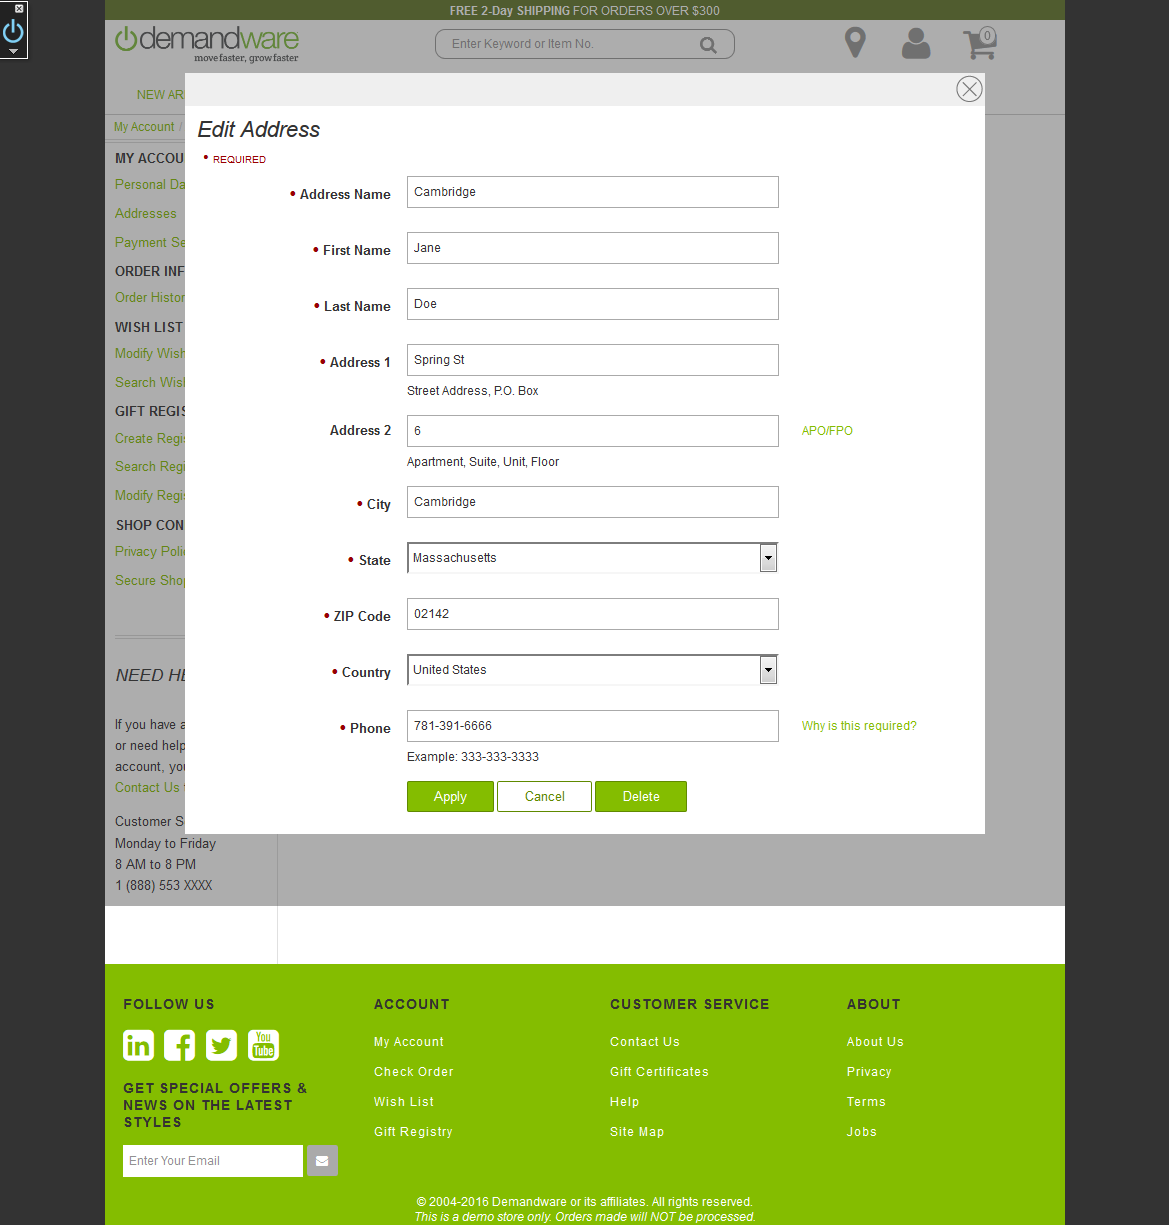 FREE 2-Day SHIPPING FOR ORDERS OVER $300
demandware
move faster, grow faster
Enter Keyword or Item No.
0
NEW AR
My Account /
Edit Address
• REQUIRED
• Address Name
Cambridge
• First Name
Jane
• Last Name
Doe
• Address 1
Spring St
Street Address, P.O. Box
Address 2
6
APO/FPO
Apartment, Suite, Unit, Floor
• City
Cambridge
• State
Massachusetts
• ZIP Code
02142
• Country
United States
• Phone
781-391-6666
Why is this required?
Example: 333-333-3333
Apply
Cancel
Delete
MY ACCOU
Personal Da
Addresses
Payment Se
ORDER INF
Order Histor
WISH LIST
Modify Wish
Search Wis
GIFT REGIS
Create Regi
Search Regi
Modify Regi
SHOP CON
Privacy Poli
Secure Shop
NEED HE
If you have a
or need help
account, you
Contact Us
Customer S
Monday to Friday
8 AM to 8 PM
1 (888) 553 XXXX
FOLLOW US
in
You
Tube
GET SPECIAL OFFERS &
NEWS ON THE LATEST
STYLES
Enter Your Email
ACCOUNT
My Account
Check Order
Wish List
Gift Registry
CUSTOMER SERVICE
Contact Us
Gift Certificates
Help
Site Map
ABOUT
About Us
Privacy
Terms
Jobs
© 2004-2016 Demandware or its affiliates. All rights reserved.
This is a demo store only. Orders made will NOT be processed.